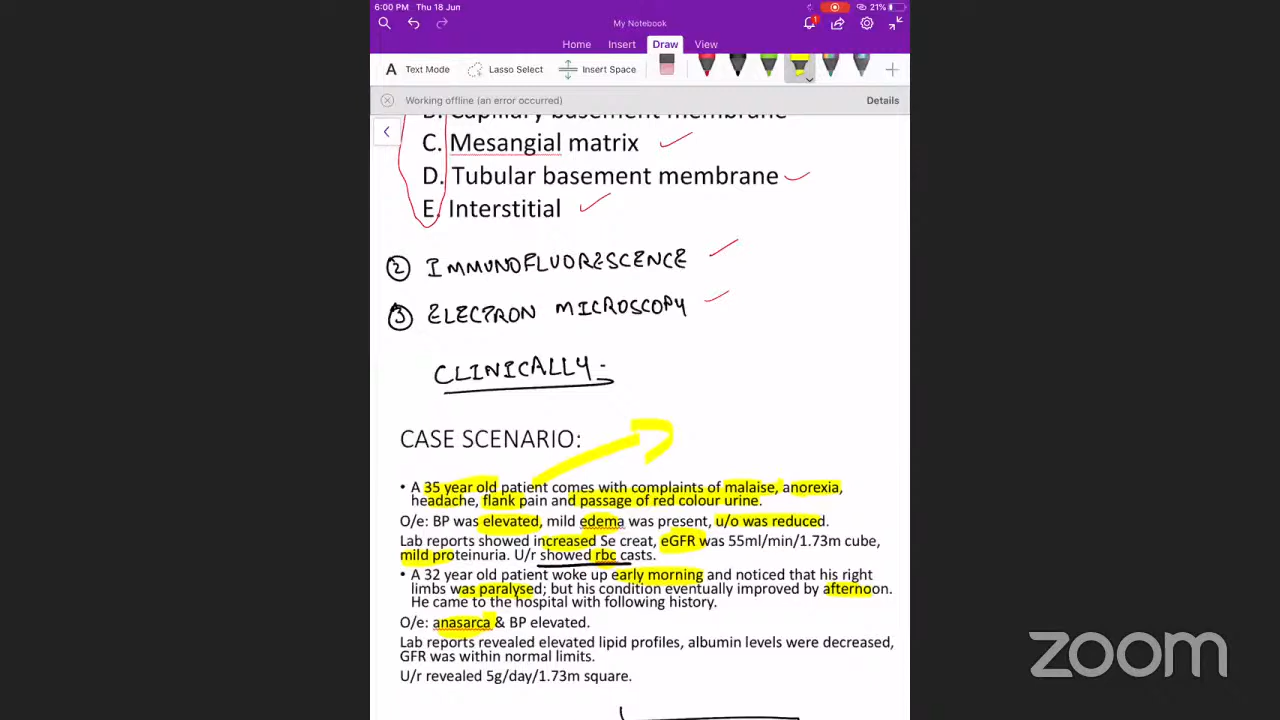 6:00 PM Thu 18 Jun
21%
My Notebook
1
Home Insert Draw View
A Text Mode Lasso Select Insert Space
Working offline (an error occurred) Details
B. Capillary basement membrane
C. Mesangial matrix
D. Tubular basement membrane
E. Interstitial
2 IMMUNOFLUORESCENCE
3 ELECTRON MICROSCOPY
CLINICALLY:-
CASE SCENARIO:
• A 35 year old patient comes with complaints of malaise, anorexia,
headache, flank pain and passage of red colour urine.
O/e: BP was elevated, mild edema was present, u/o was reduced.
Lab reports showed increased Se creat, eGFR was 55ml/min/1.73m cube,
mild proteinuria. U/r showed rbc casts.
• A 32 year old patient woke up early morning and noticed that his right
limbs was paralysed; but his condition eventually improved by afternoon.
He came to the hospital with following history.
O/e: anasarca & BP elevated.
Lab reports revealed elevated lipid profiles, albumin levels were decreased,
GFR was within normal limits.
U/r revealed 5g/day/1.73m square.
zoom